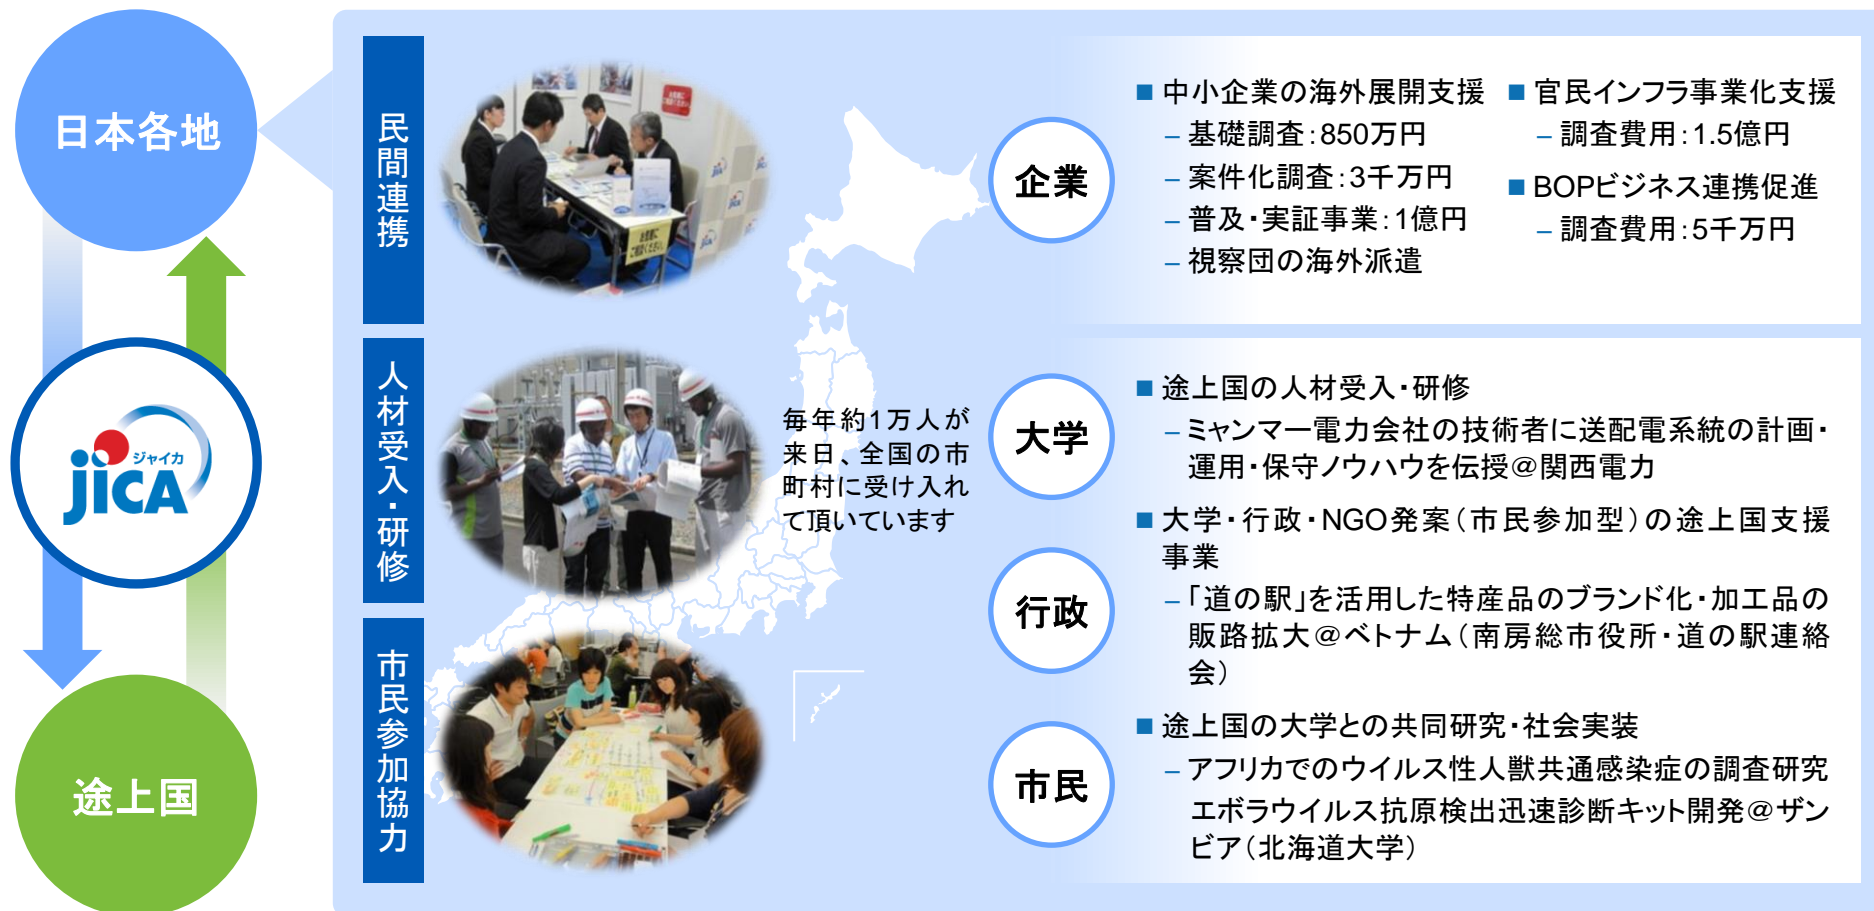 日本各地
ジャイカ
jiCA
途上国
民間連携
人材受入・研修
市民参加協力
お気軽に
ご相談ください。
JICA
毎年約1万人が
来日、全国の市
町村に受け入れ
て頂いています
企業
■ 中小企業の海外展開支援
– 基礎調査:850万円
– 案件化調査:3千万円
– 普及・実証事業:1億円
– 視察団の海外派遣
■ 官民インフラ事業化支援
– 調査費用:1.5億円
■ BOPビジネス連携促進
– 調査費用:5千万円
大学
行政
市民
■ 途上国の人材受入・研修
– ミャンマー電力会社の技術者に送配電系統の計画・
運用・保守ノウハウを伝授@関西電力
■ 大学・行政・NGO発案(市民参加型)の途上国支援
事業
– 「道の駅」を活用した特産品のブランド化・加工品の
販路拡大@ベトナム(南房総市役所・道の駅連絡
会)
■ 途上国の大学との共同研究・社会実装
– アフリカでのウイルス性人獣共通感染症の調査研究
エボラウイルス抗原検出迅速診断キット開発@ザン
ビア(北海道大学)